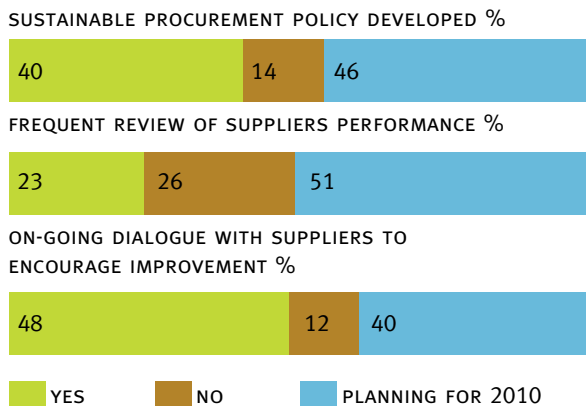 SUSTAINABLE PROCUREMENT POLICY DEVELOPED %
40 14 46
FREQUENT REVIEW OF SUPPLIERS PERFORMANCE %
23 26 51
ON-GOING DIALOGUE WITH SUPPLIERS TO
ENCOURAGE IMPROVEMENT %
48 12 40
YES NO PLANNING FOR 2010